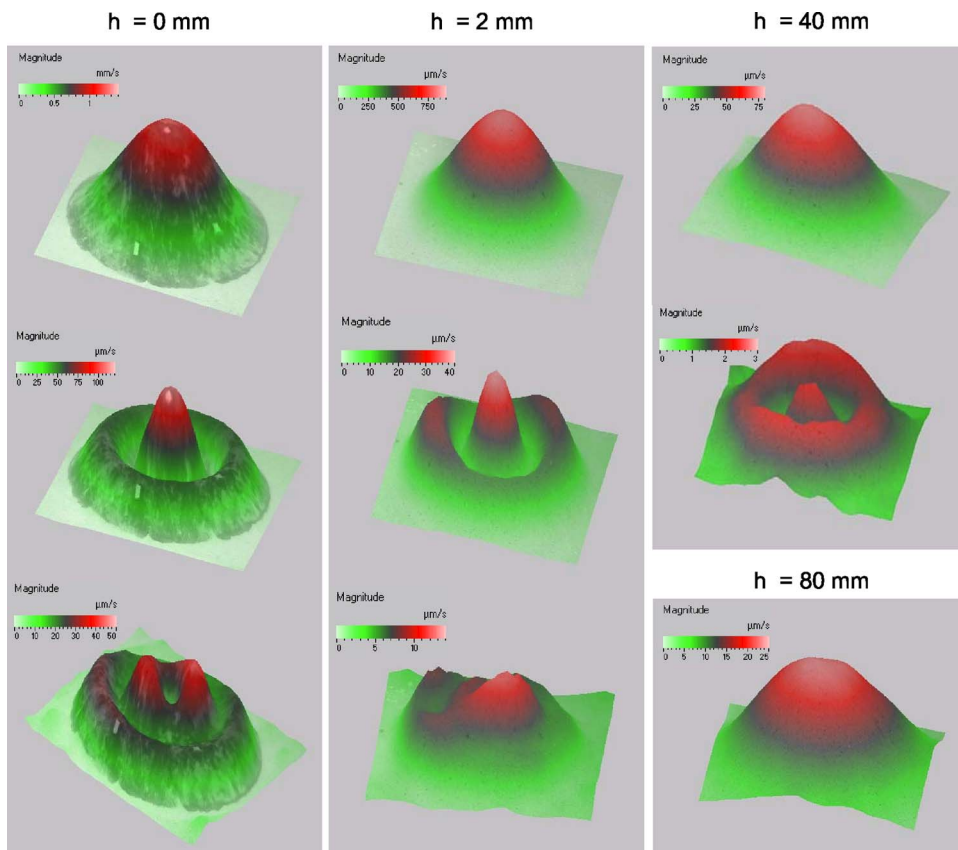 h = 0 mm
h = 2 mm
h = 40 mm
Magnitude
mm/s
0 0.5 1
Magnitude
µm/s
0 250 500 750
Magnitude
µm/s
0 25 50 75
Magnitude
µm/s
0 25 50 75 100
Magnitude
µm/s
0 10 20 30 40
Magnitude
µm/s
0 1 2 3
Magnitude
µm/s
0 10 20 30 40 50
Magnitude
µm/s
0 5 10
h = 80 mm
Magnitude
µm/s
0 5 10 15 20 25